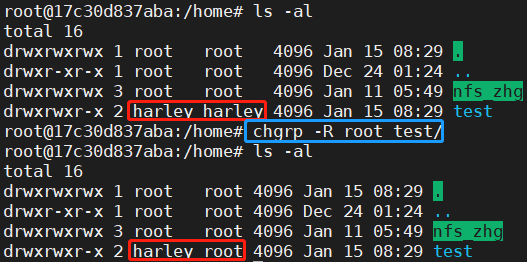 root@17c30d837aba:/home# ls -al
total 16
drwxrwxrwx 1 root   root   4096 Jan 15 08:29 .
drwxr-xr-x 1 root   root   4096 Dec 24 01:24 ..
drwxrwxrwx 3 root   root   4096 Jan 11 05:49 nfs_zhg
drwxrwxr-x 2 harley harley 4096 Jan 15 08:29 test
root@17c30d837aba:/home# chgrp -R root test/
root@17c30d837aba:/home# ls -al
total 16
drwxrwxrwx 1 root   root 4096 Jan 15 08:29 .
drwxr-xr-x 1 root   root 4096 Dec 24 01:24 ..
drwxrwxrwx 3 root   root 4096 Jan 11 05:49 nfs_zhg
drwxrwxr-x 2 harley root 4096 Jan 15 08:29 test